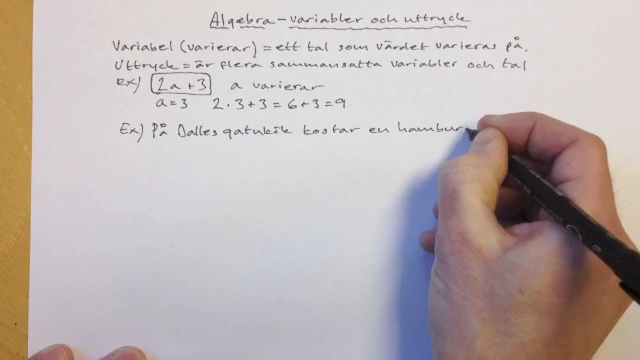 Algebra - variabler och uttryck
Variabel (varierar) = ett tal som värdet varieras på.
Uttryck = är flera sammansatta variabler och tal
Ex) 2a+3 a varierar
a=3 2·3+3=6+3=9
Ex) På Dalles gatukök kostar en hambur